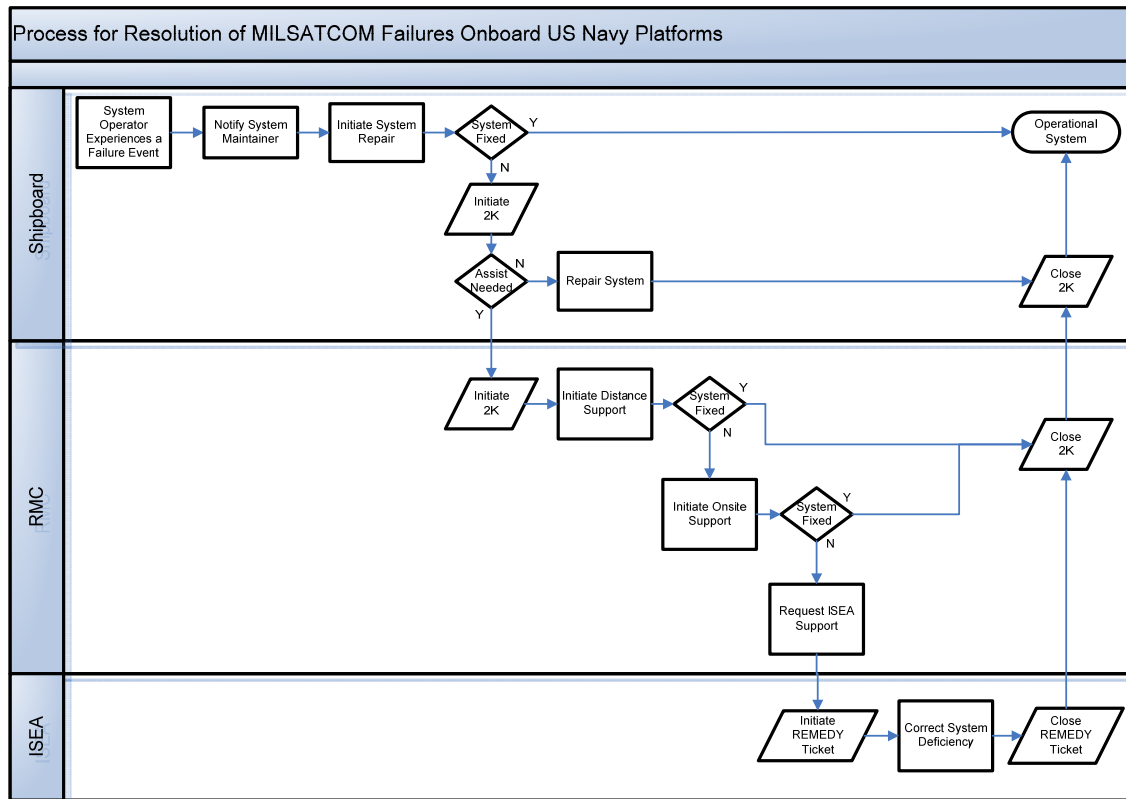 Process for Resolution of MILSATCOM Failures Onboard US Navy Platforms
Shipboard
System
Operator
Experiences a
Failure Event
Notify System
Maintainer
Initiate System
Repair
System
Fixed
Y
N
Operational
System
Initiate
2K
Assist
Needed
N
Y
Repair System
Close
2K
RMC
Initiate
2K
Initiate Distance
Support
System
Fixed
Y
N
Close
2K
Initiate Onsite
Support
System
Fixed
Y
N
Request ISEA
Support
ISEA
Initiate
REMEDY
Ticket
Correct System
Deficiency
Close
REMEDY
Ticket